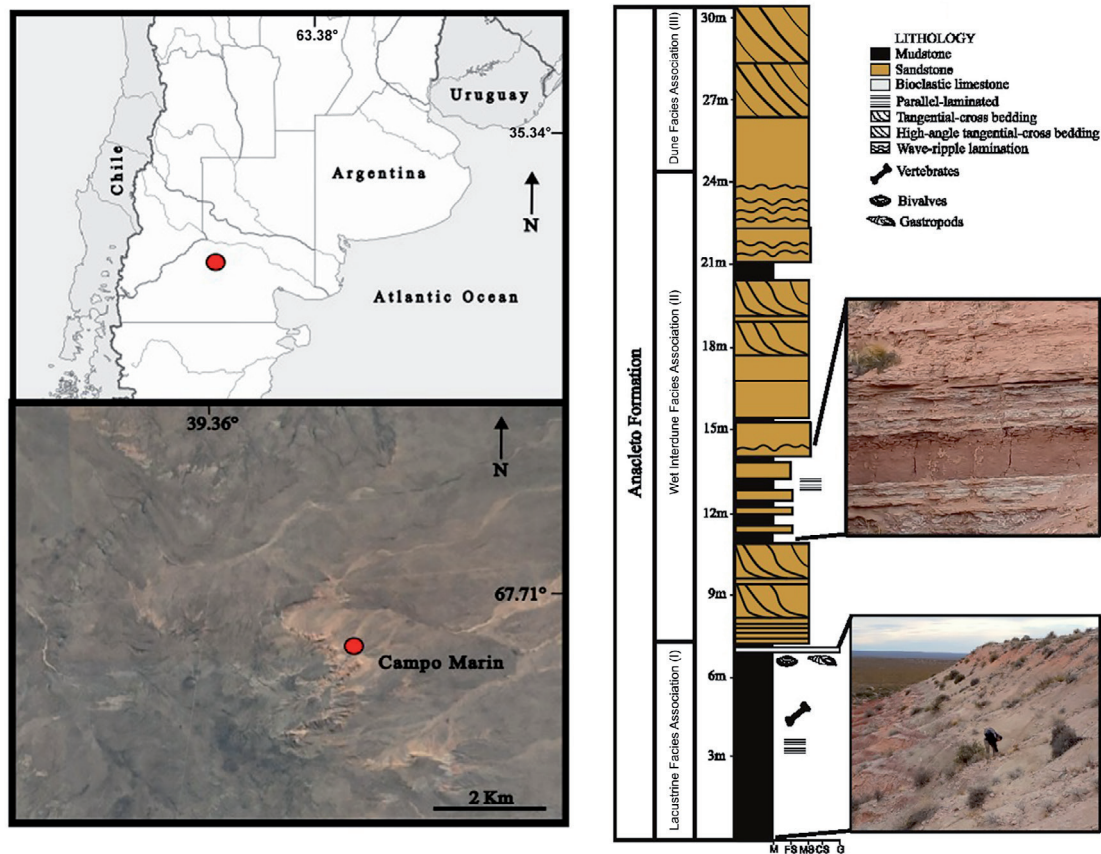 63.38°
Uruguay
35.34°
Chile
Argentina
N
Atlantic Ocean
39.36°
N
67.71°
Campo Marin
2 Km
Anacleto Formation
Dune Facies Association (III)
Wet Interdune Facies Association (II)
Lacustrine Facies Association (I)
30m
27m
24m
21m
18m
15m
12m
9m
6m
3m
M FS MS CS G
LITHOLOGY
Mudstone
Sandstone
Bioclastic limestone
Parallel-laminated
Tangential-cross bedding
High-angle tangential-cross bedding
Wave-ripple lamination
Vertebrates
Bivalves
Gastropods